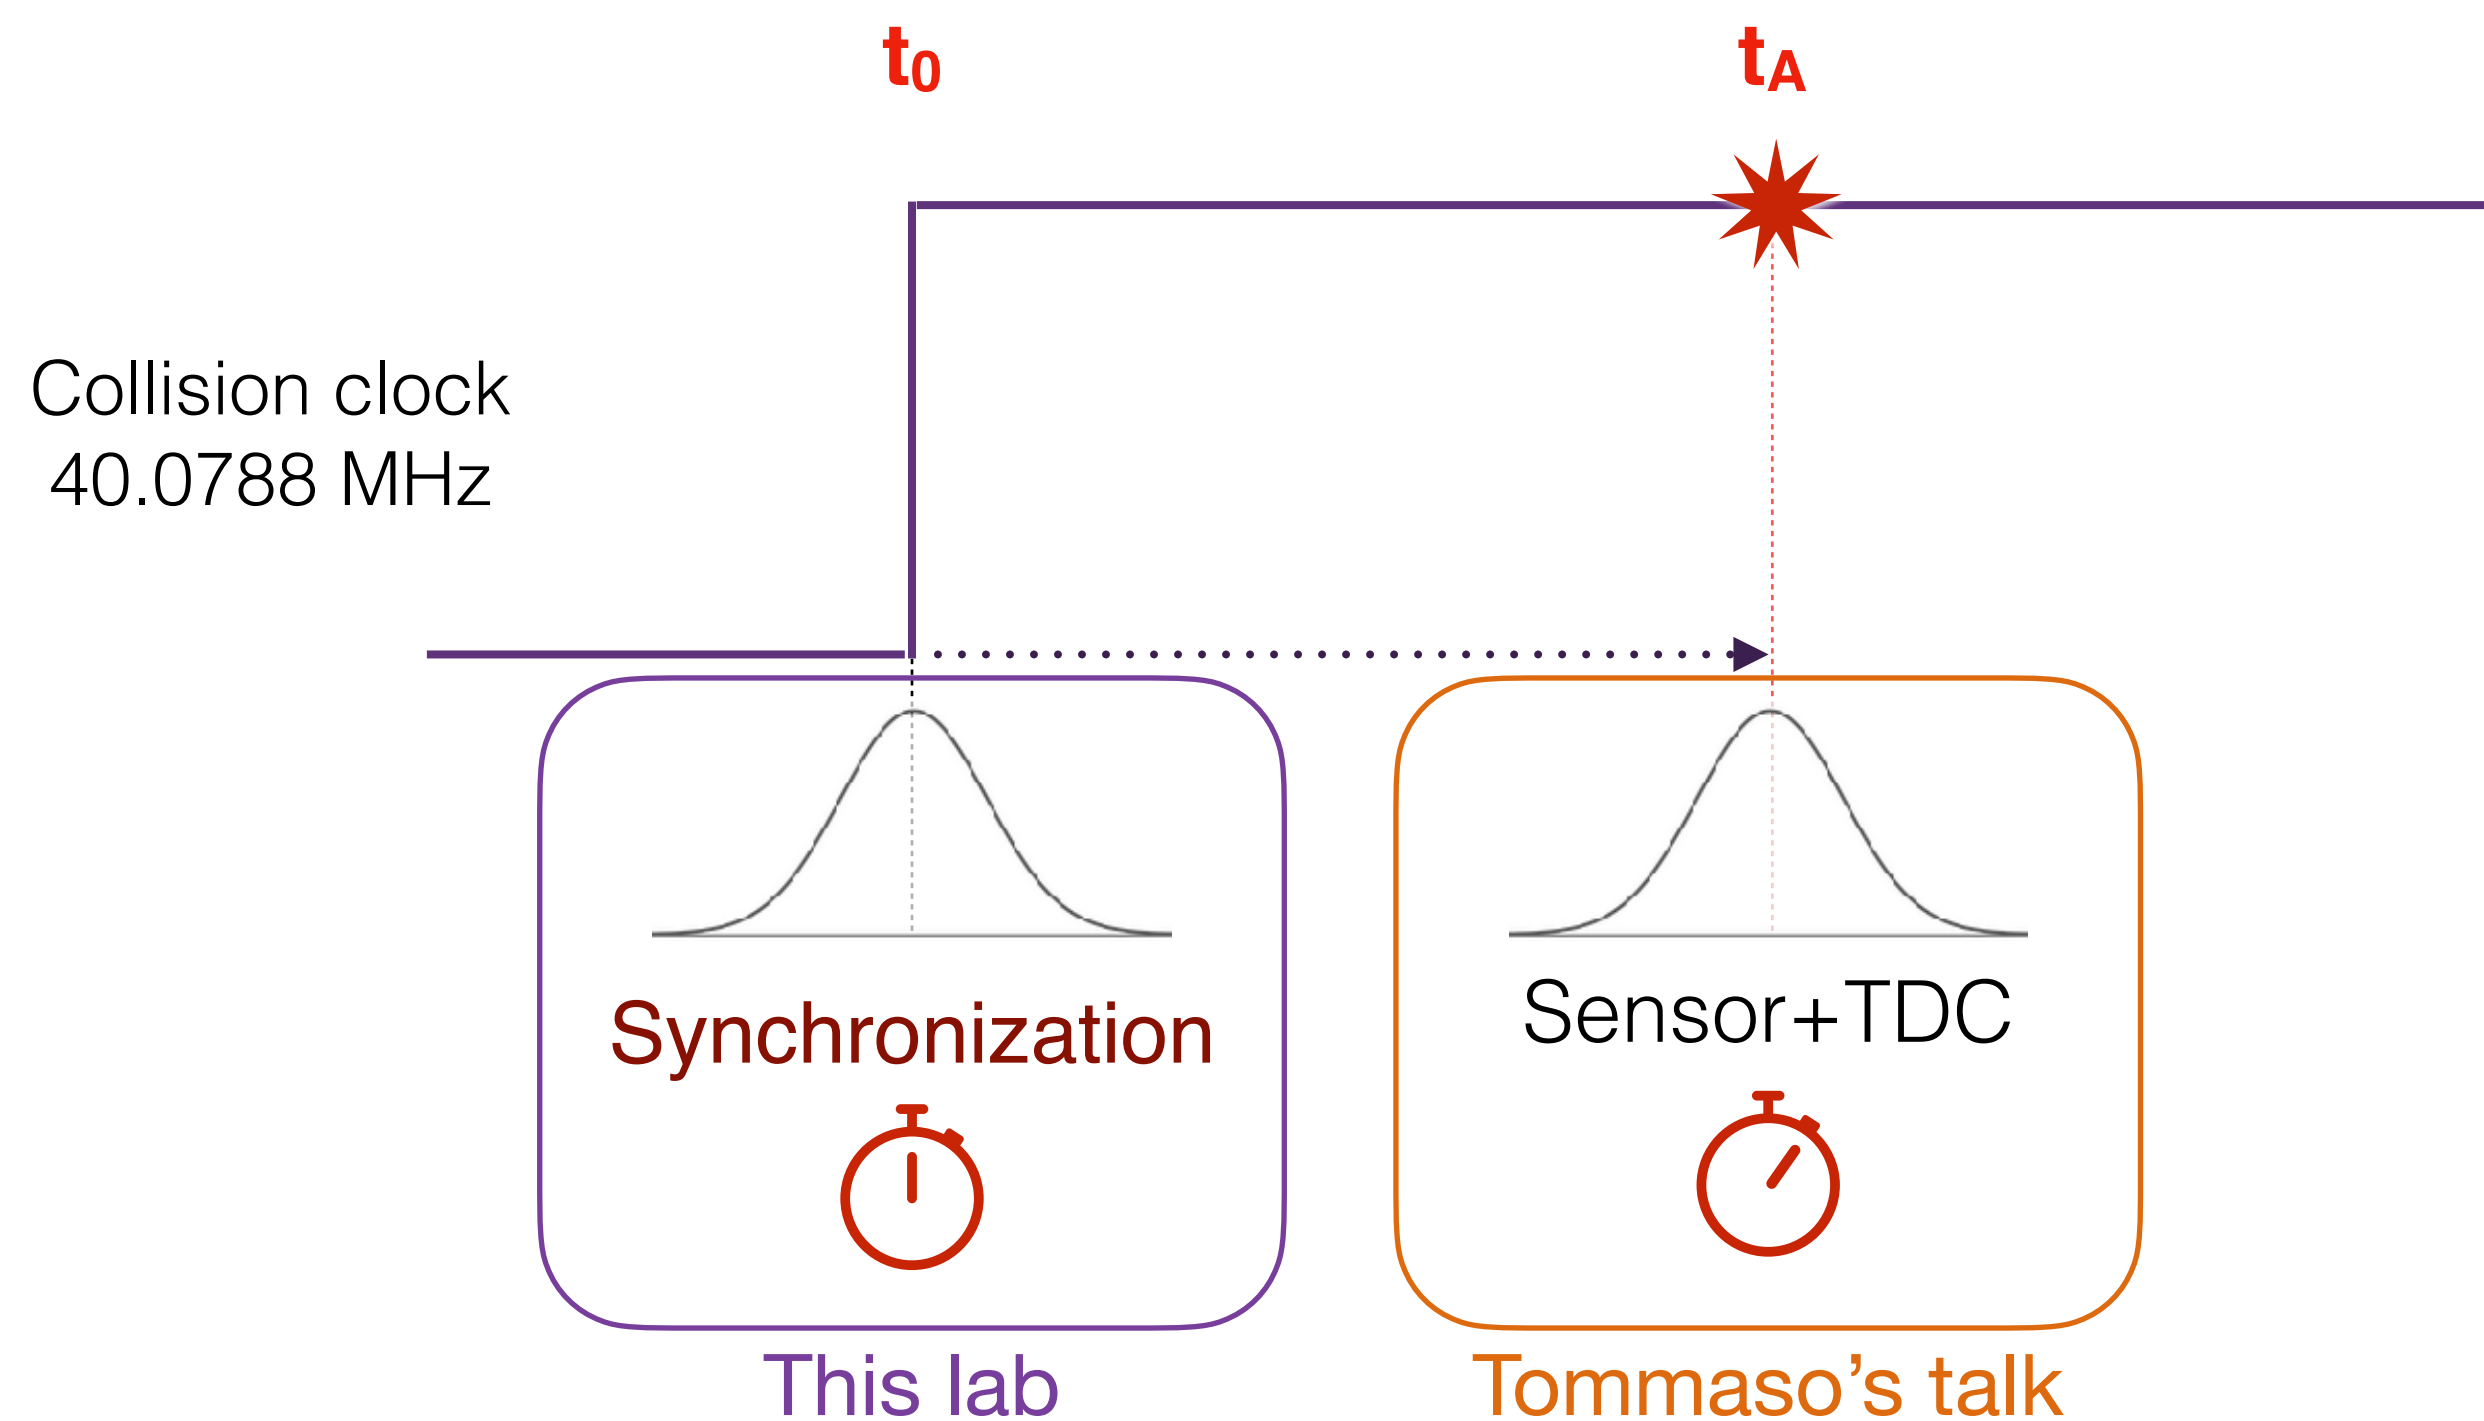 t0
tA
Collision clock
40.0788 MHz
Synchronization
Sensor+TDC
This lab
Tommaso’s talk